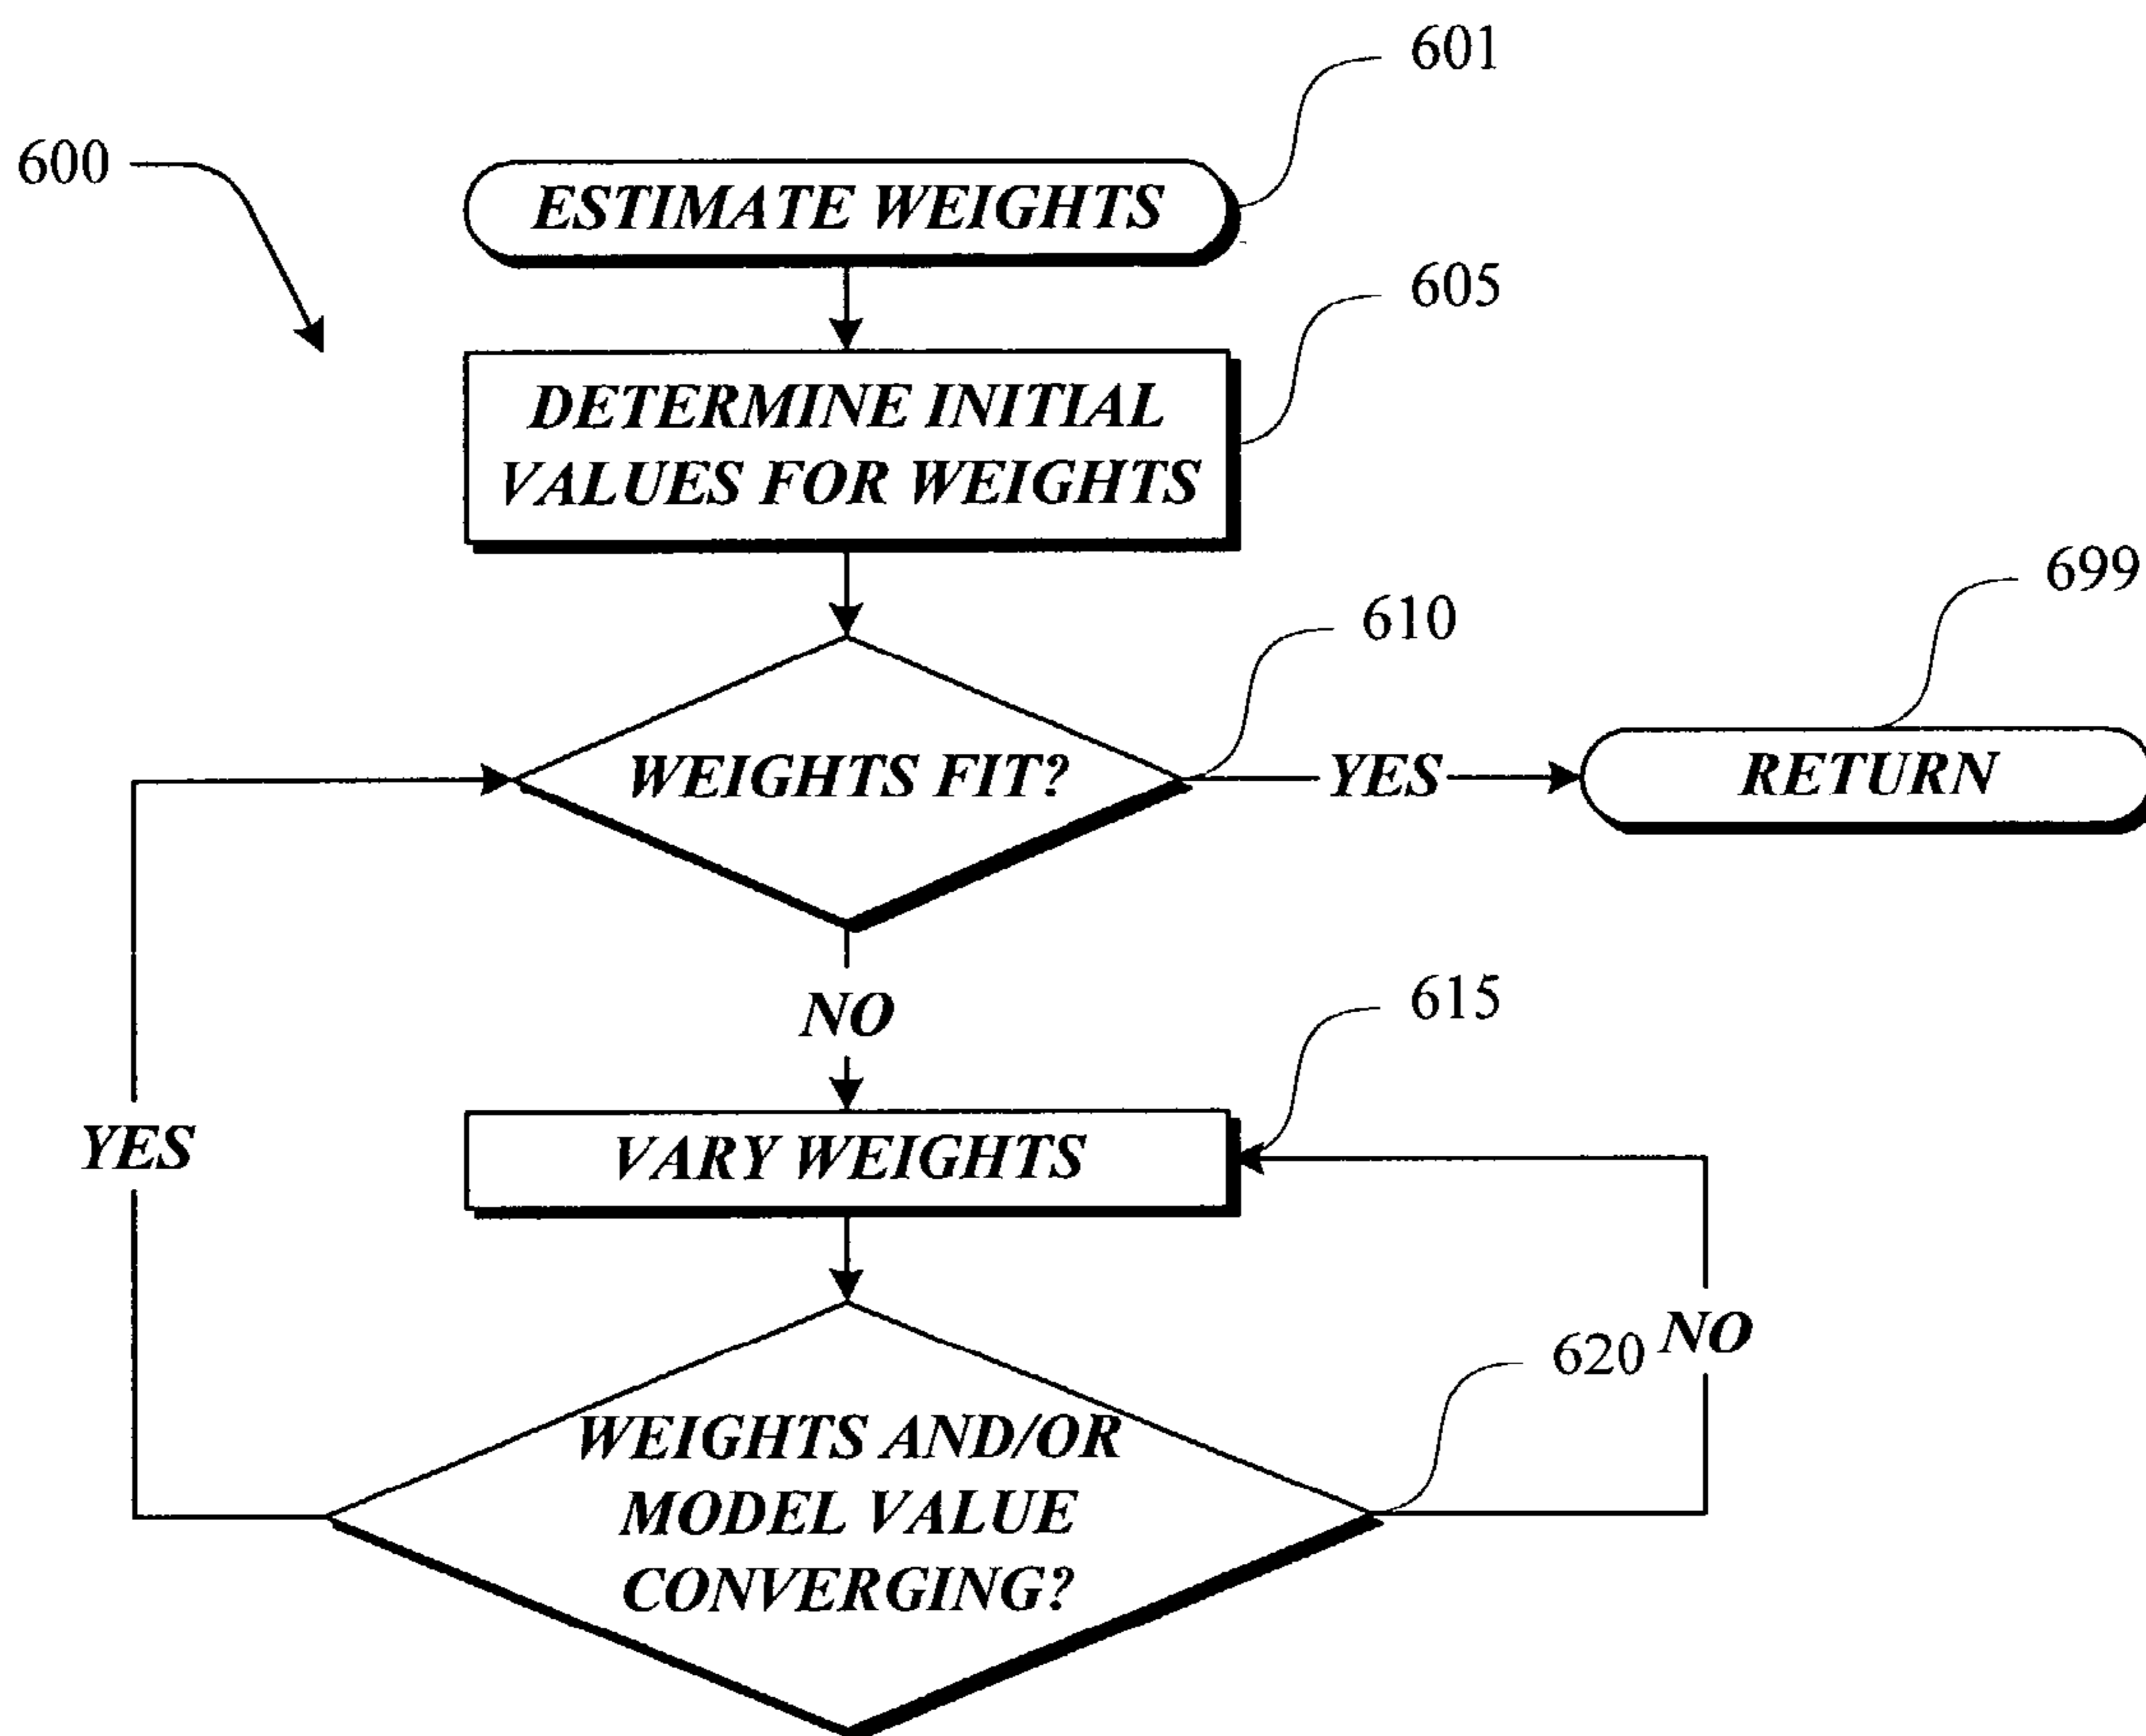 601
600
ESTIMATE WEIGHTS
605
DETERMINE INITIAL
VALUES FOR WEIGHTS
699
610
WEIGHTS FIT?
YES
RETURN
NO
615
YES
VARY WEIGHTS
620
NO
WEIGHTS AND/OR
MODEL VALUE
CONVERGING?